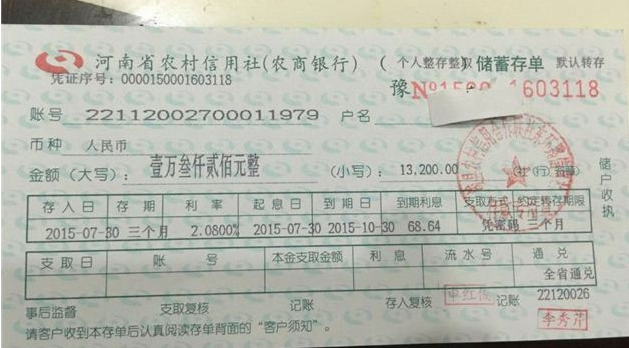 河南省农村信用社(农商银行) ( 个人整存整取 储蓄存单 默认转存
凭证序号: 0000150001603118
豫 №1500 1603118
账号 22112002700011979 户名
币种 人民币
金额(大写): 壹万叁仟贰佰元整 (小写): 13,200.00 社(行)签章)
储户收执
存入日 存期 利率 起息日 到期日 到期利息 支取方式 约定转存期限
2015-07-30 三个月 2.0800% 2015-07-30 2015-10-30 68.64 凭密码 三个月
支取日 账号 本金支取金额 利息 流水号 通兑
全省通兑
事后监督 支取复核 记账 存入复核 记账 22120026
李秀芹
请客户收到本存单后认真阅读存单背面的“客户须知”。